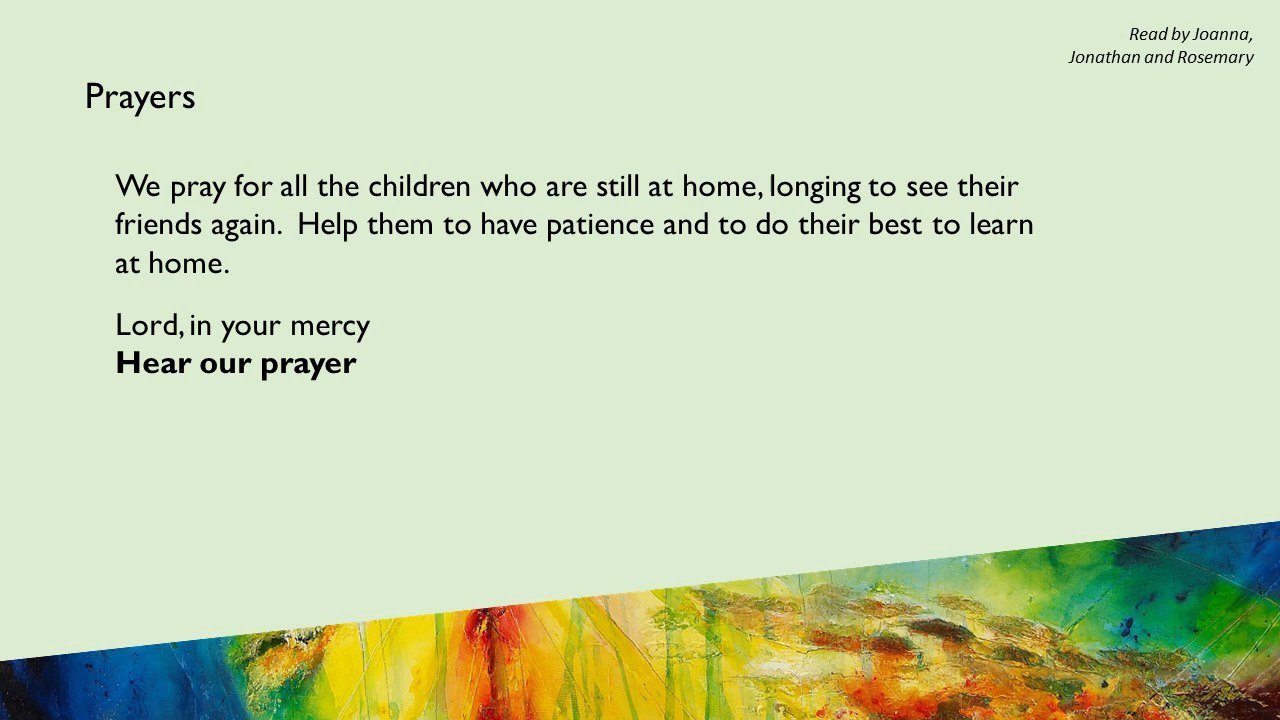 Read by Joanna,
Jonathan and Rosemary
Prayers
We pray for all the children who are still at home, longing to see their
friends again.  Help them to have patience and to do their best to learn
at home.
Lord, in your mercy
Hear our prayer